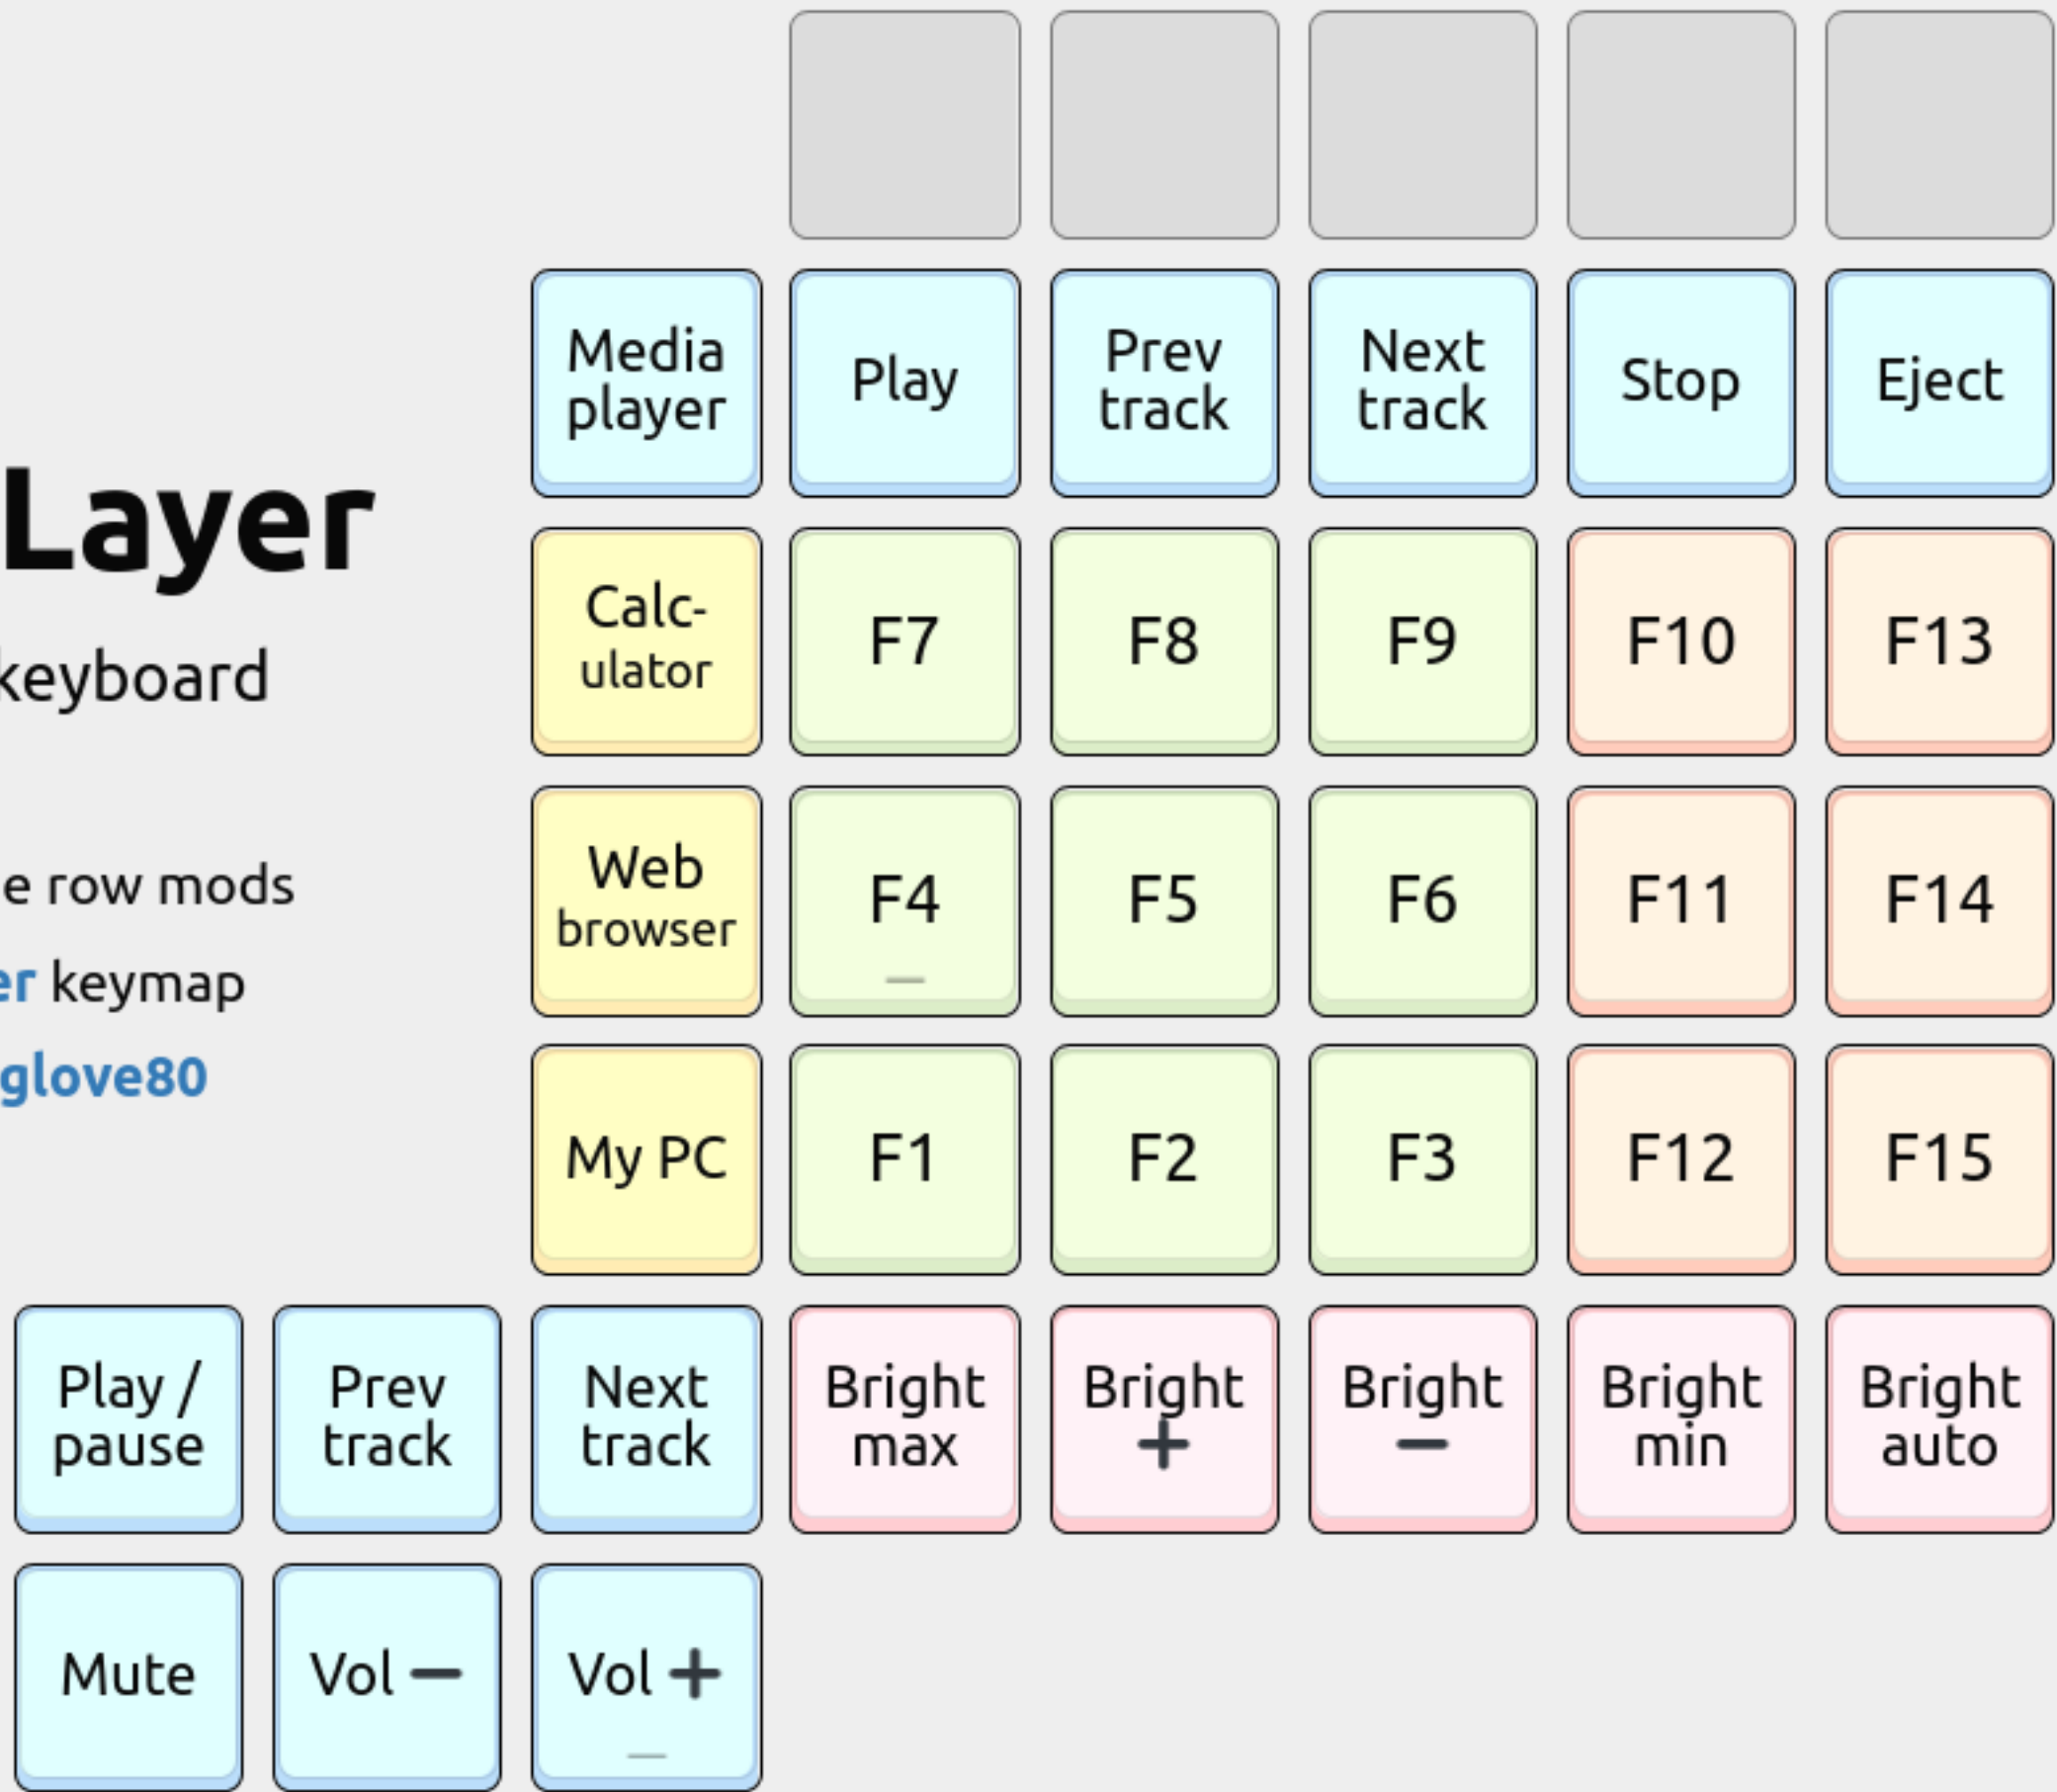 Media
player
Play
Prev
track
Next
track
Stop
Eject
Layer
keyboard
Calc-
ulator
F7
F8
F9
F10
F13
e row mods
er keymap
glove80
Web
browser
F4
F5
F6
F11
F14
My PC
F1
F2
F3
F12
F15
Play /
pause
Prev
track
Next
track
Bright
max
Bright
+
Bright
−
Bright
min
Bright
auto
Mute
Vol −
Vol +